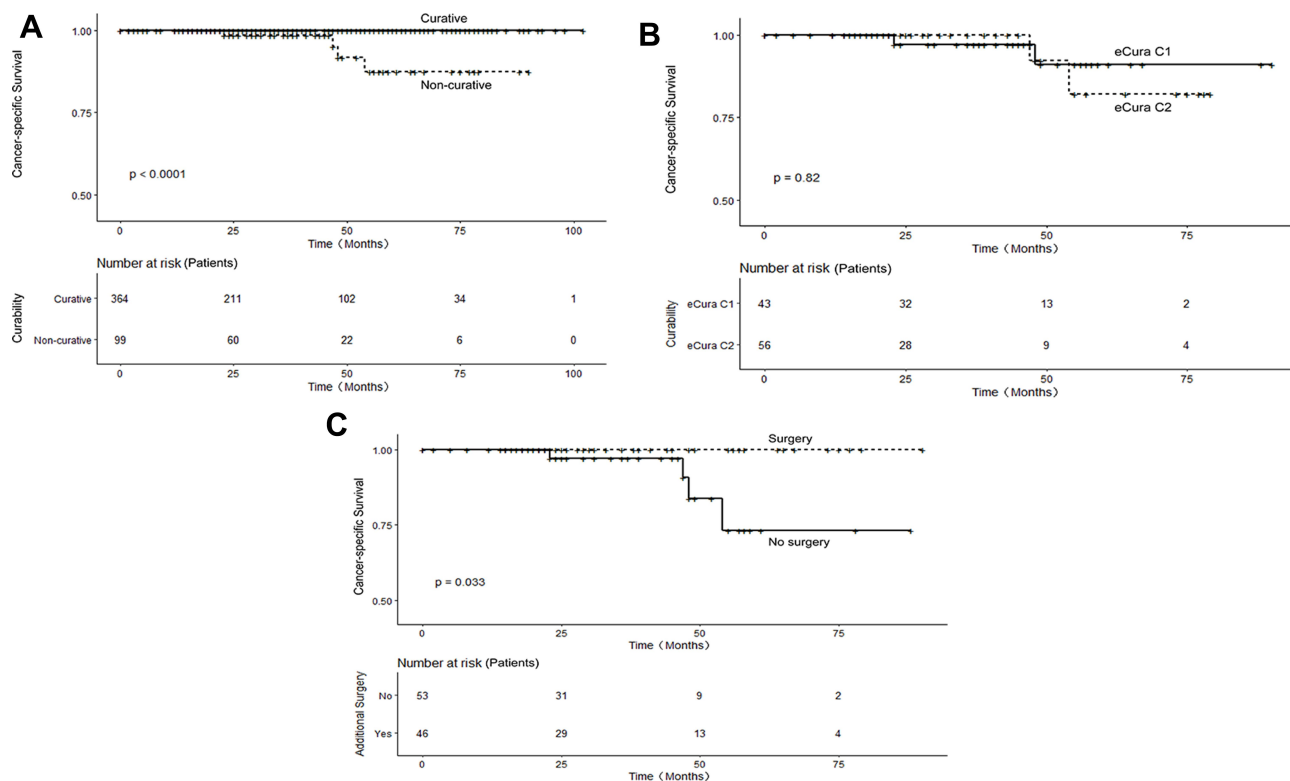 A
Cancer-specific Survival
1.00
0.75
0.50
Curative
Non-curative
p < 0.0001
0 25 50 75 100
Time（Months）
Number at risk (Patients)
Curability
Curative 364 211 102 34 1
Non-curative 99 60 22 6 0
0 25 50 75 100
Time（Months）
B
Cancer-specific Survival
1.00
0.75
0.50
eCura C1
eCura C2
p = 0.82
0 25 50 75
Time（Months）
Number at risk (Patients)
Curability
eCura C1 43 32 13 2
eCura C2 56 28 9 4
0 25 50 75
Time（Months）
C
Cancer-specific Survival
1.00
0.75
0.50
Surgery
No surgery
p = 0.033
0 25 50 75
Time（Months）
Number at risk (Patients)
Additional Surgery
No 53 31 9 2
Yes 46 29 13 4
0 25 50 75
Time（Months）